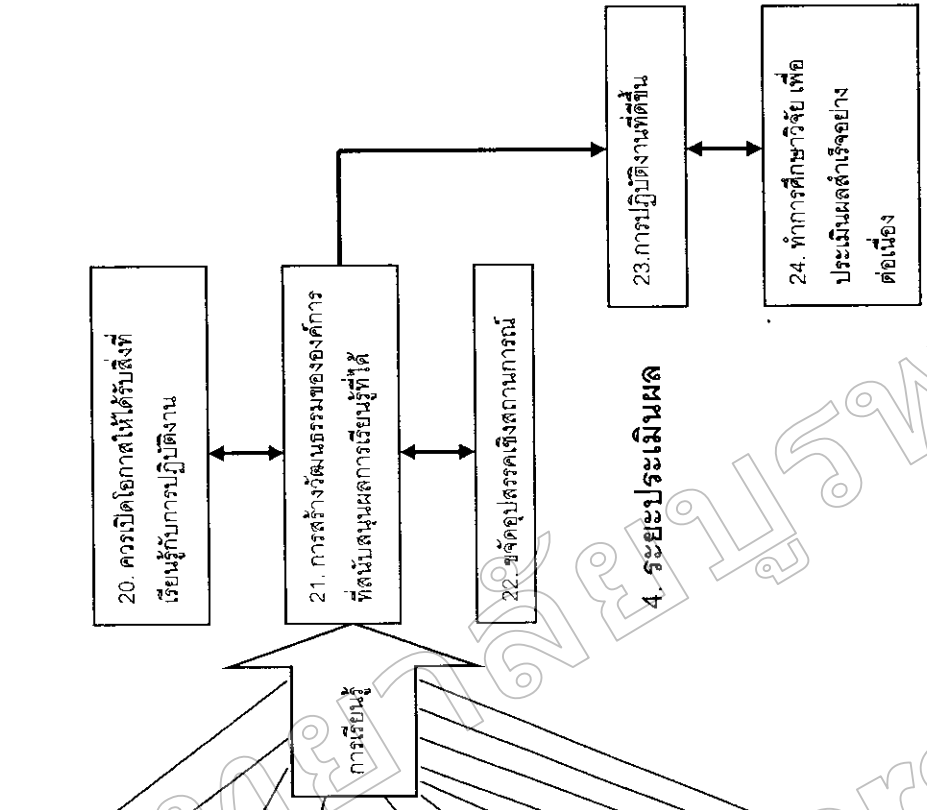 20. ควรเปิดโอกาสให้ได้รับสิ่งที่
เรียนรู้กับการปฏิบัติงาน
21. การสร้างวัฒนธรรมขององค์การ
ที่สนับสนุนผลการเรียนรู้ที่ได้
22. ขจัดอุปสรรคเชิงสถานการณ์
การเรียนรู้
23.การปฏิบัติงานที่ดีขึ้น
24. ทำการศึกษาวิจัย เพื่อ
ประเมินผลสำเร็จอย่าง
ต่อเนื่อง
4. ระยะประเมินผล